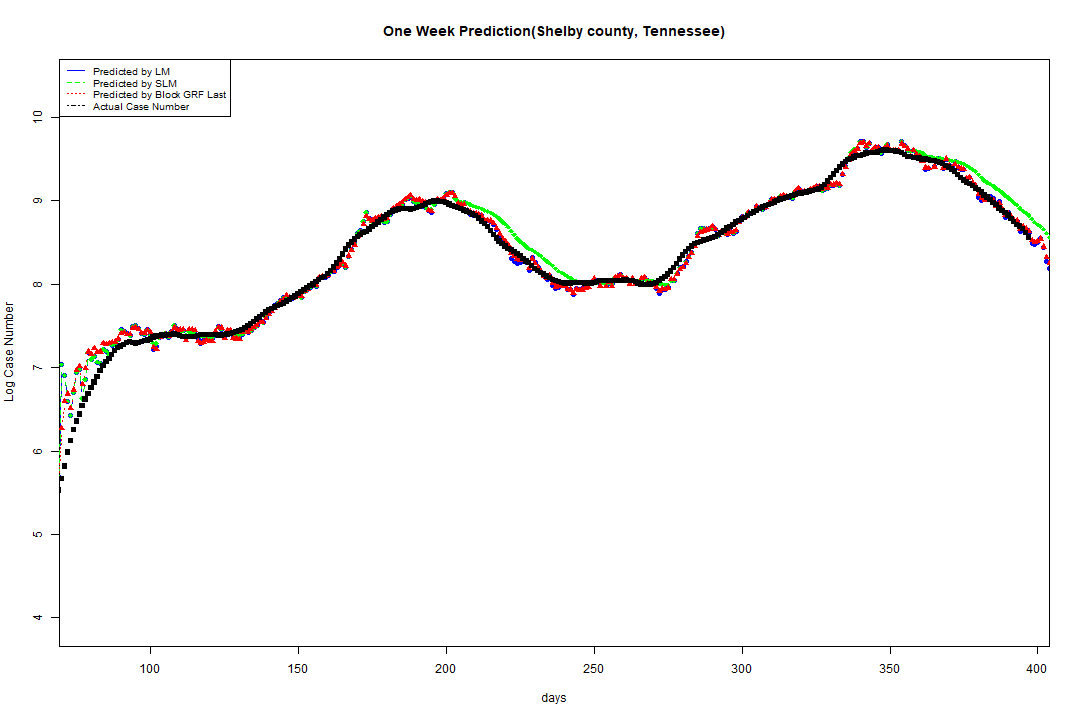 One Week Prediction(Shelby county, Tennessee)
Predicted by LM
Predicted by SLM
Predicted by Block GRF Last
Actual Case Number
10
9
8
7
6
5
4
Log Case Number
100 150 200 250 300 350 400
days